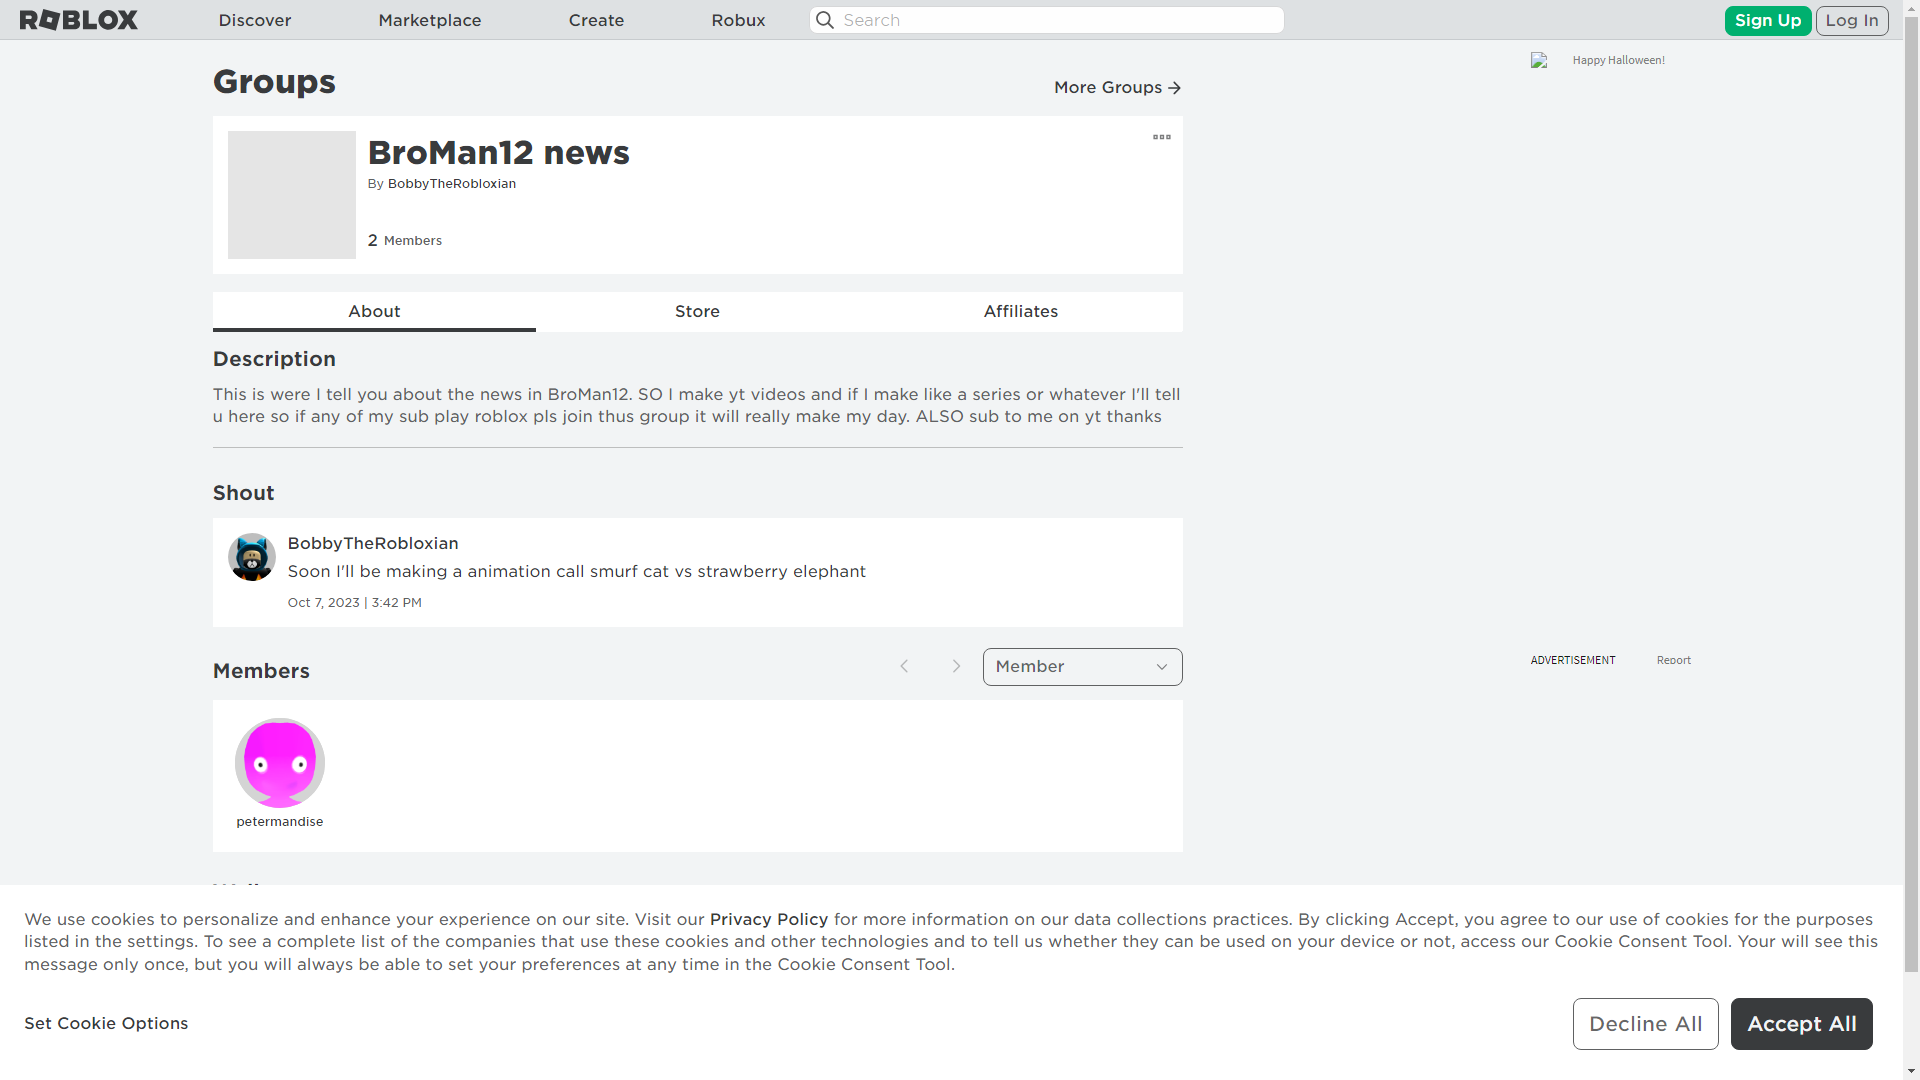 ROBLOX
Discover
Marketplace
Create
Robux
Search
Sign Up
Log In
Happy Halloween!
Groups
More Groups
BroMan12 news
By BobbyTheRobloxian
2 Members
About
Store
Affiliates
Description
This is were I tell you about the news in BroMan12. SO I make yt videos and if I make like a series or whatever I'll tell
u here so if any of my sub play roblox pls join thus group it will really make my day. ALSO sub to me on yt thanks
Shout
BobbyTheRobloxian
Soon I'll be making a animation call smurf cat vs strawberry elephant
Oct 7, 2023 | 3:42 PM
Members
Member
ADVERTISEMENT
Report
petermandise
We use cookies to personalize and enhance your experience on our site. Visit our Privacy Policy for more information on our data collections practices. By clicking Accept, you agree to our use of cookies for the purposes
listed in the settings. To see a complete list of the companies that use these cookies and other technologies and to tell us whether they can be used on your device or not, access our Cookie Consent Tool. Your will see this
message only once, but you will always be able to set your preferences at any time in the Cookie Consent Tool.
Set Cookie Options
Decline All
Accept All